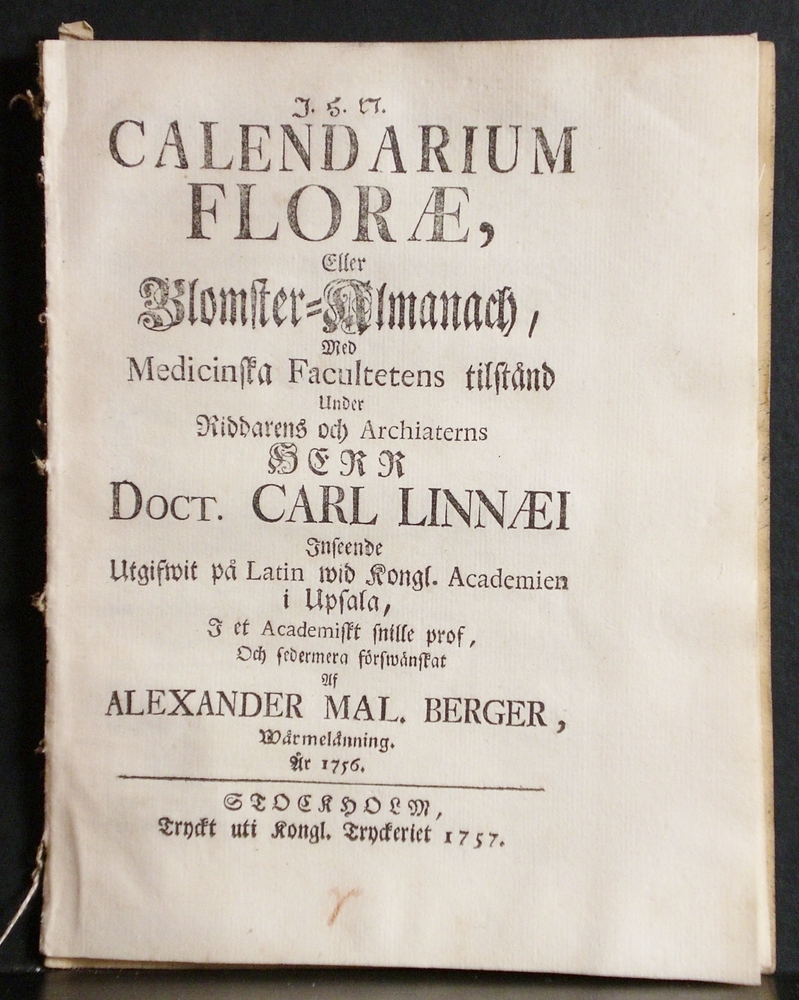 J. H. N.
CALENDARIUM
FLORÆ,
Eller
Blomster-Almanach,
Med
Medicinska Facultetens tilstånd
Under
Riddarens och Archiaterns
HERR
DOCT. CARL LINNÆI
Inseende
Utgifwit på Latin wid Kongl. Academien
i Upsala,
I et Academiskt snille prof,
Och sedermera förswänskat
Af
ALEXANDER MAL. BERGER,
Wärmelänning.
År 1756.
STOCKHOLM,
Tryckt uti Kongl. Tryckeriet 1757.